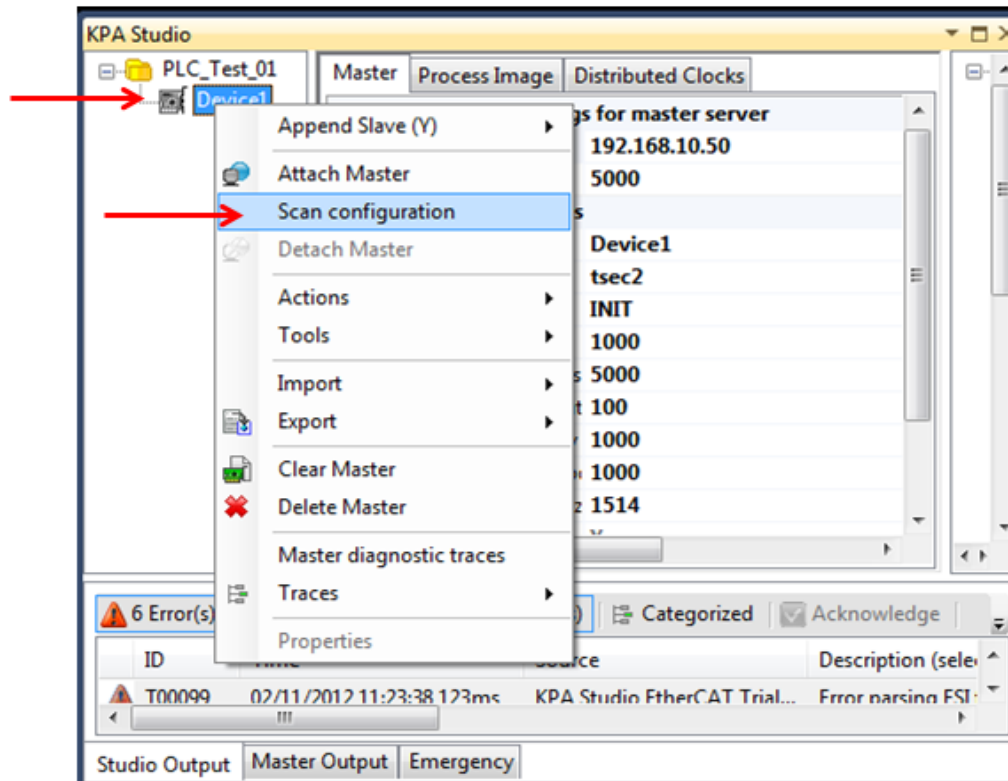 KPA Studio
PLC_Test_01
Device1
Master
Process Image
Distributed Clocks
gs for master server
192.168.10.50
5000
s
Device1
tsec2
INIT
1000
s 5000
t 100
1000
1000
z 1514
Append Slave (Y)
Attach Master
Scan configuration
Detach Master
Actions
Tools
Import
Export
Clear Master
Delete Master
Master diagnostic traces
Traces
Properties
6 Error(s)
Categorized
Acknowledge
ID
Description (selec
T00099 02/11/2012 11:23:38.123ms KPA Studio EtherCAT Trial... Error parsing ESI
Studio Output
Master Output
Emergency